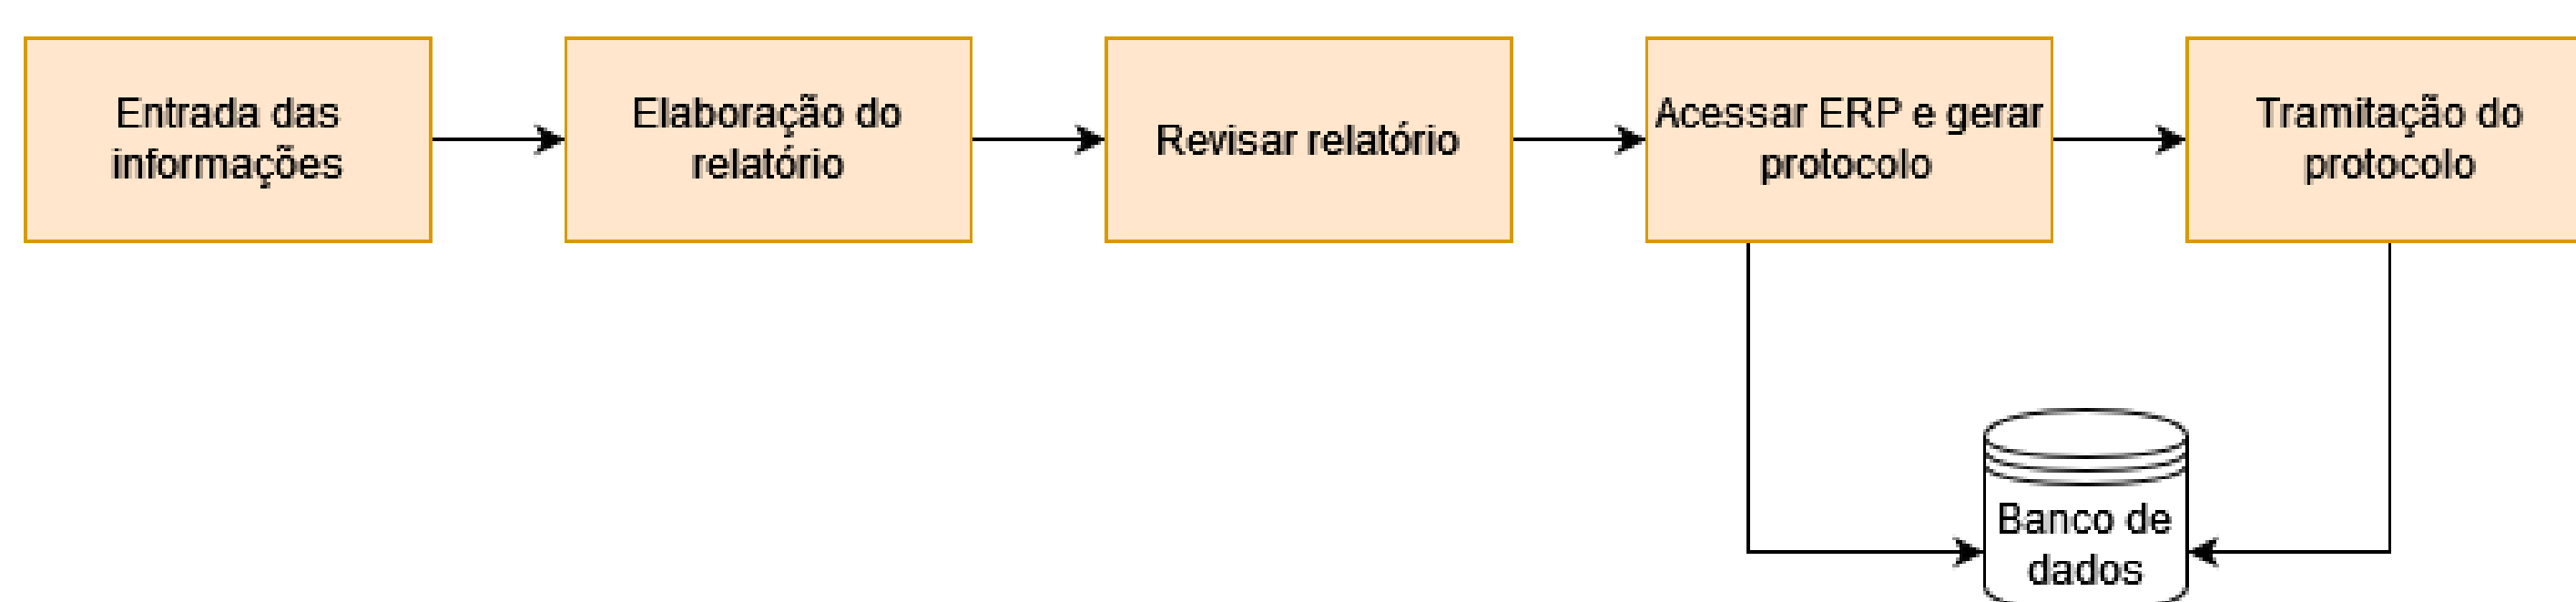 Entrada das
informações
Elaboração do
relatório
Revisar relatório
Acessar ERP e gerar
protocolo
Tramitação do
protocolo
Banco de
dados